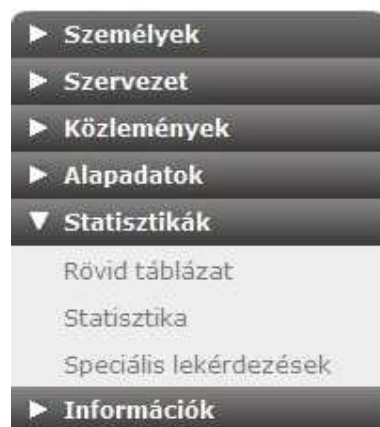 Személyek
Szervezet
Közlemények
Alapadatok
Statisztikák
Rövid táblázat
Statisztika
Speciális lekérdezések
Információk